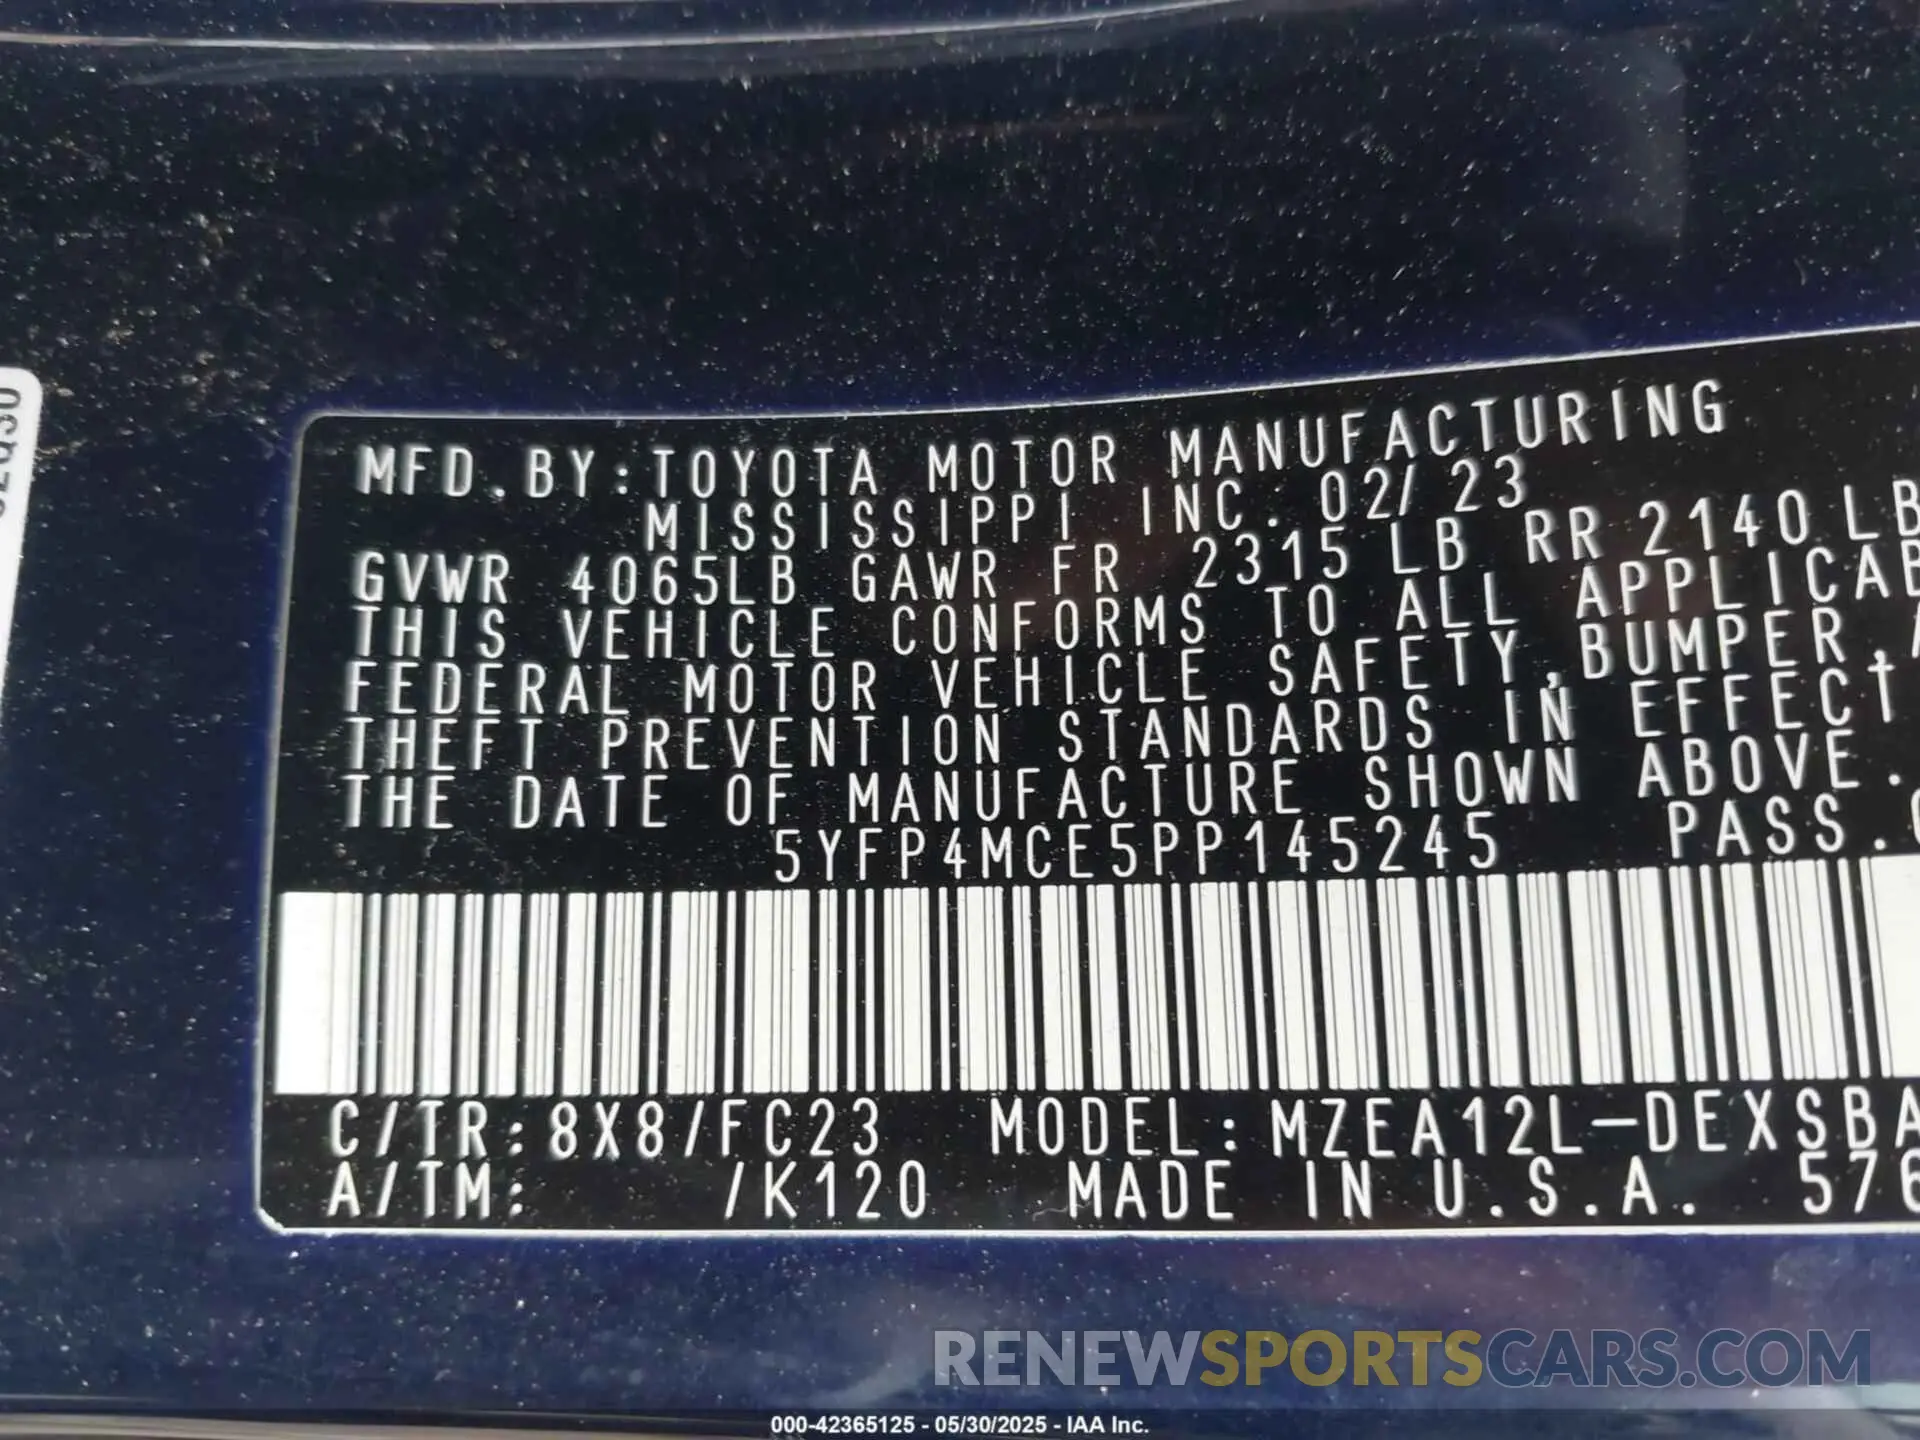 MFD. BY: TOYOTA MOTOR MANUFACTURING
MISSISSIPPI INC. 02/23
GVWR 4065LB GAWR FR 2315 LB RR 2140 LB
THIS VEHICLE CONFORMS TO ALL APPLICAB
FEDERAL MOTOR VEHICLE SAFETY, BUMPER, A
THEFT PREVENTION STANDARDS IN EFFECT
THE DATE OF MANUFACTURE SHOWN ABOVE.
5YFP4MCE5PP145245 PASS.
C/TR: 8X8/FC23 MODEL: MZEA12L-DEXSBA
A/TM: /K120 MADE IN U.S.A. 576
RENEWSPORTSCARS.COM
000-42365125 - 05/30/2025 - IAA Inc.